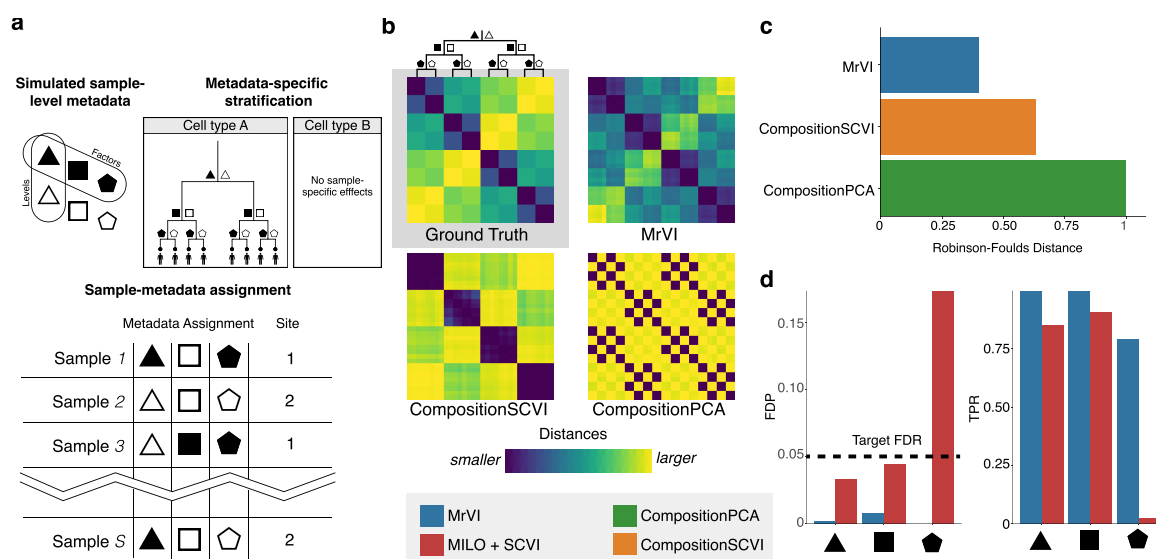 a
Simulated sample-
level metadata
Factors
Levels
Metadata-specific
stratification
Cell type A
Cell type B
No sample-
specific efffects
Sample-metadata assignment
Metadata Assignment
Site
Sample 1
1
Sample 2
2
Sample 3
1
Sample S
2
b
Ground Truth
MrVI
CompositionSCVI
CompositionPCA
Distances
smaller
larger
MrVI
CompositionPCA
MILO + SCVI
CompositionSCVI
c
MrVI
CompositionSCVI
CompositionPCA
0
0.25
0.50
0.75
1
Robinson-Foulds Distance
d
FDP
0.15
0.10
0.05
0
Target FDR
TPR
0.75
0.50
0.25
0